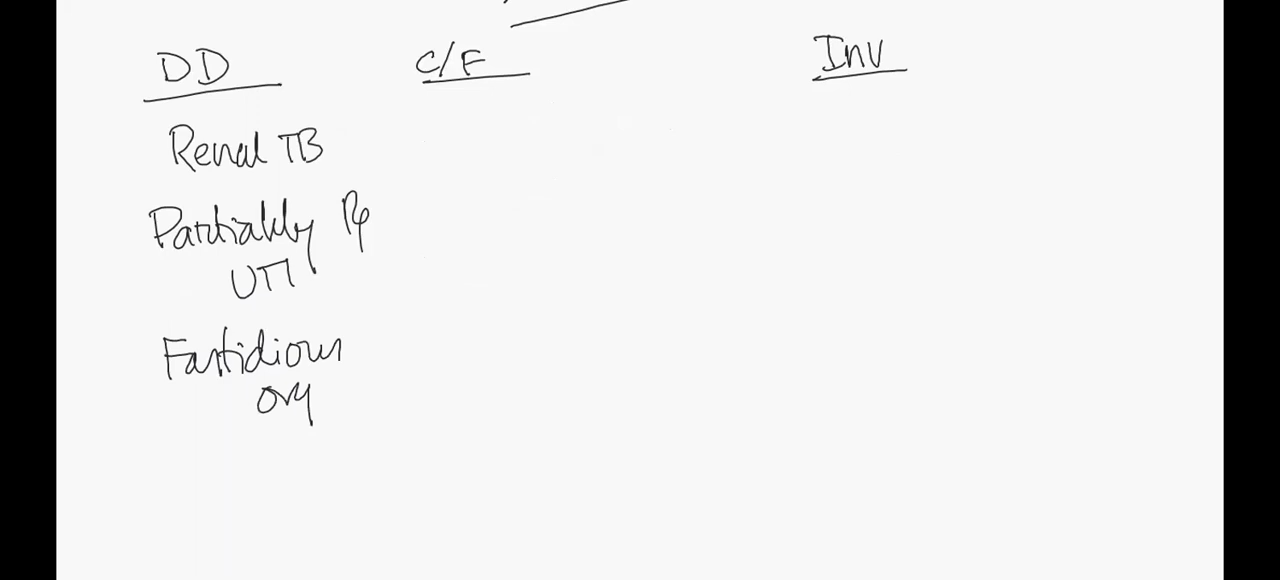 DD C/F Inv
Renal TB
Partially Rx
UTI
Fastidious
org